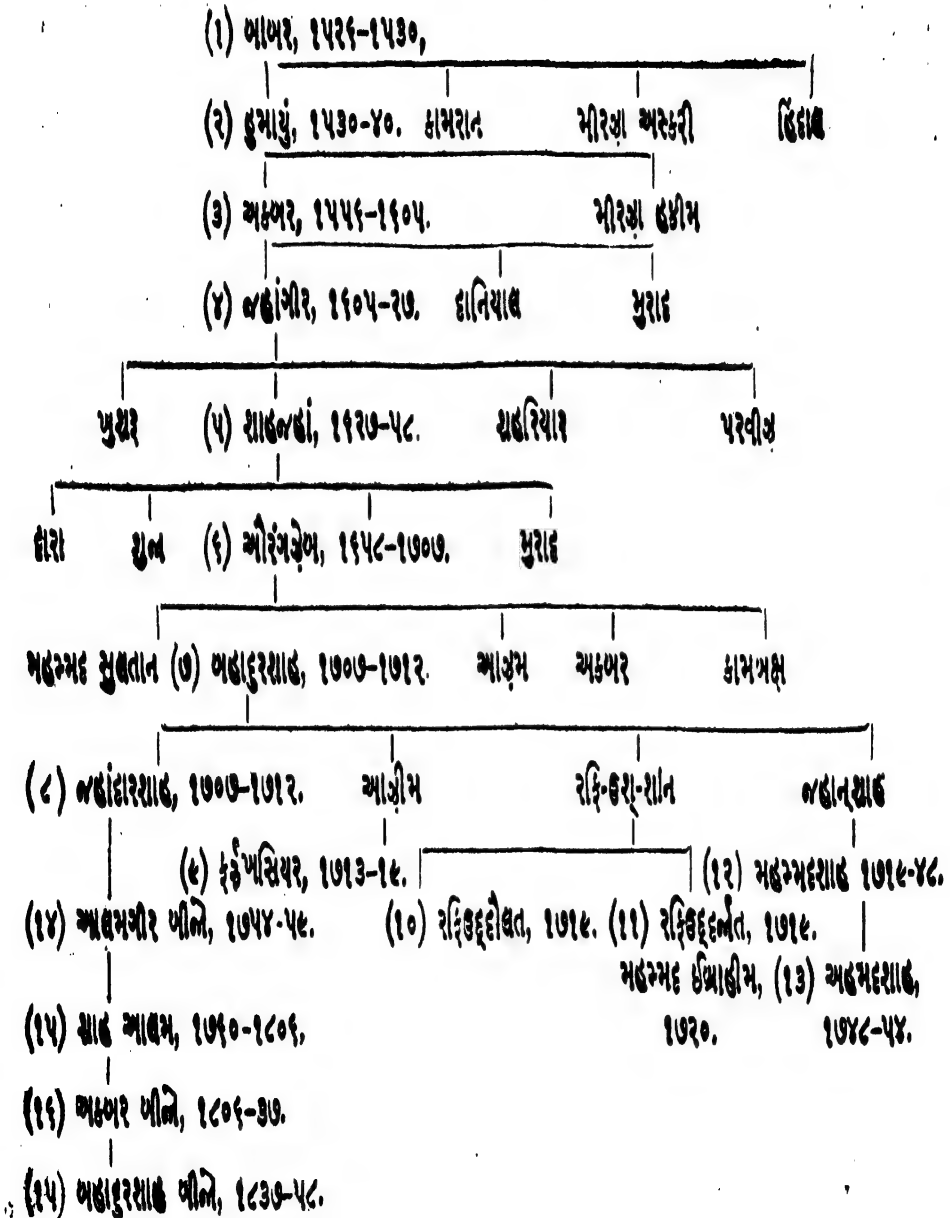 (૧) બાબર, ૧૫૨૬-૧૫૩૦,
(૨) હુમાયું, ૧૫૩૦-૪૦. કામરાન મીરઝા અસ્કરી હિંદાલ
(૩) અકબર, ૧૫૫૬-૧૬૦૫. મીરઝા હકીમ
(૪) જહાંગીર, ૧૬૦૫-૨૭. દાનિયાલ મુરાદ
ખુશરૂ (૫) શાહજહાં, ૧૬૨૭-૫૮. શહરિયાર પરવીઝ
દારા શુજા (૬) ઔરંગઝેબ, ૧૬૫૮-૧૭૦૭. મુરાદ
મહમ્મદ સુલતાન (૭) બહાદુરશાહ, ૧૭૦૭-૧૭૧૨. આઝમ અકબર કામબક્ષ
(૮) જહાંદારશાહ, ૧૭૦૭-૧૭૧૨. આઝીમ રફિ-ઉશ્-શાન જહાનશાહ
(૯) ફર્રુખસિયર, ૧૭૧૩-૧૯. (૧૨) મહમ્મદશાહ ૧૭૧૯-૪૮.
(૧૪) આલમગીર બીજો, ૧૭૫૪-૫૯. (૧૦) રફિઉદ્દૌલત, ૧૭૧૯. (૧૧) રફિઉદ્દર્જત, ૧૭૧૯.
મહમ્મદ ઈબ્રાહીમ, (૧૩) અહમદશાહ,
(૧૫) શાહ આલમ, ૧૭૬૦-૧૮૦૬. ૧૭૨૦. ૧૭૪૮-૫૪.
(૧૬) અકબર બીજો, ૧૮૦૬-૩૭.
(૧૫) બહાદુરશાહ બીજો, ૧૮૩૭-૫૮.